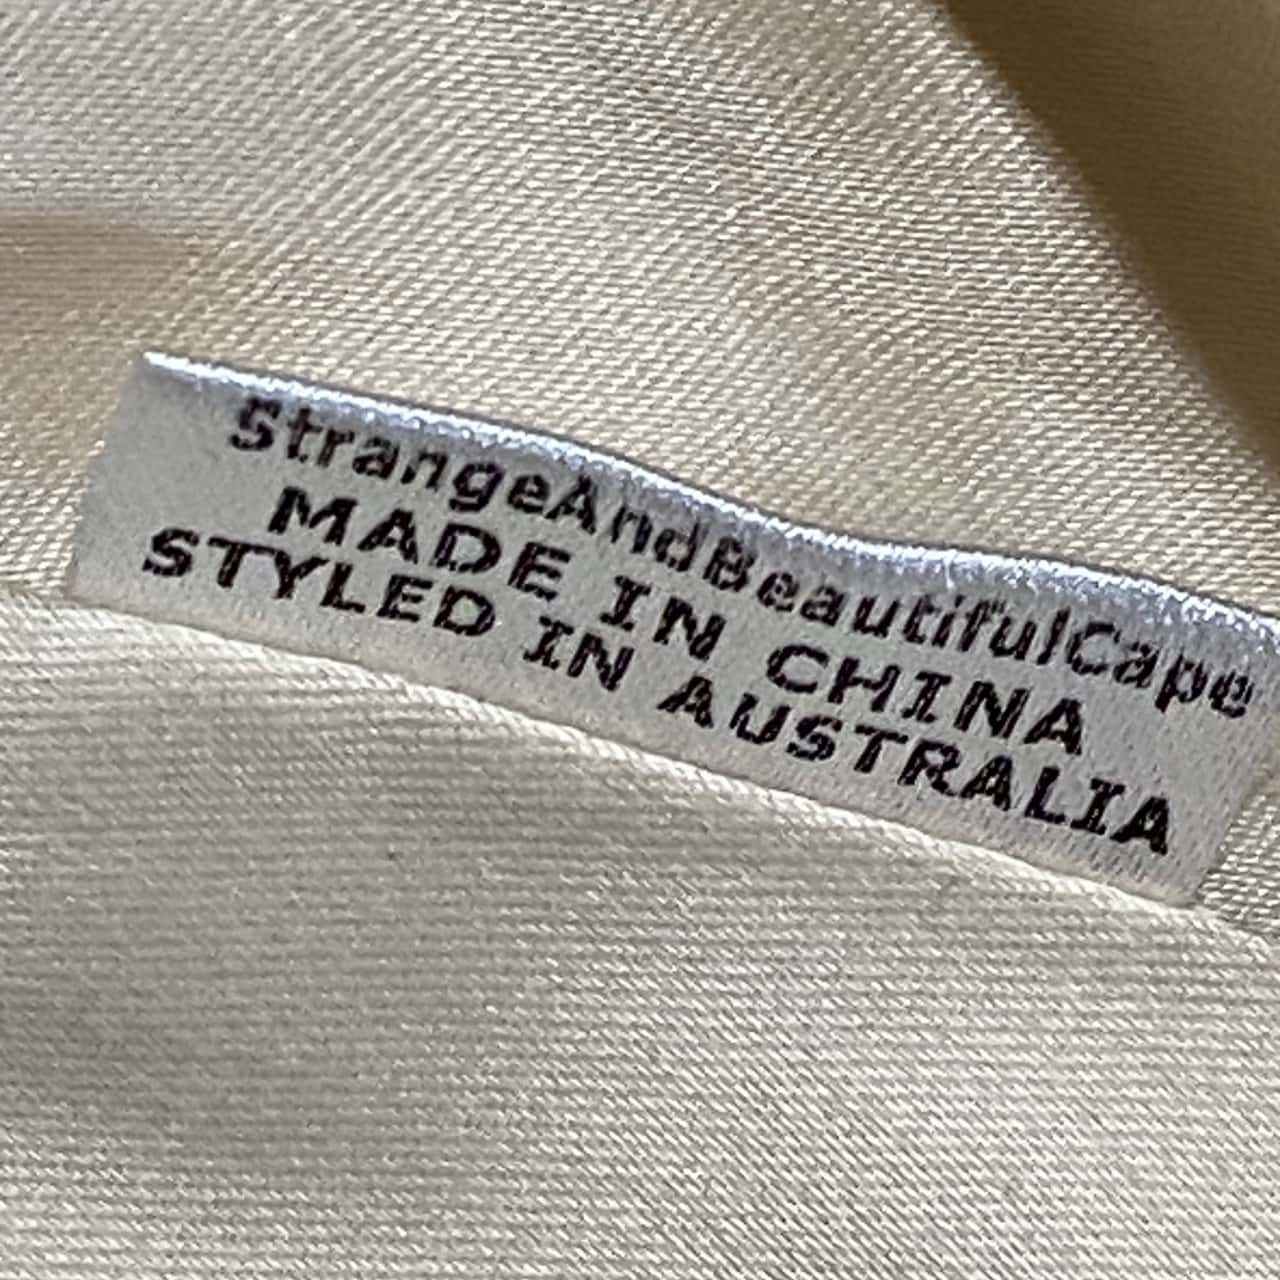 StrangeAndBeautifulCape
MADE IN CHINA
STYLED IN AUSTRALIA